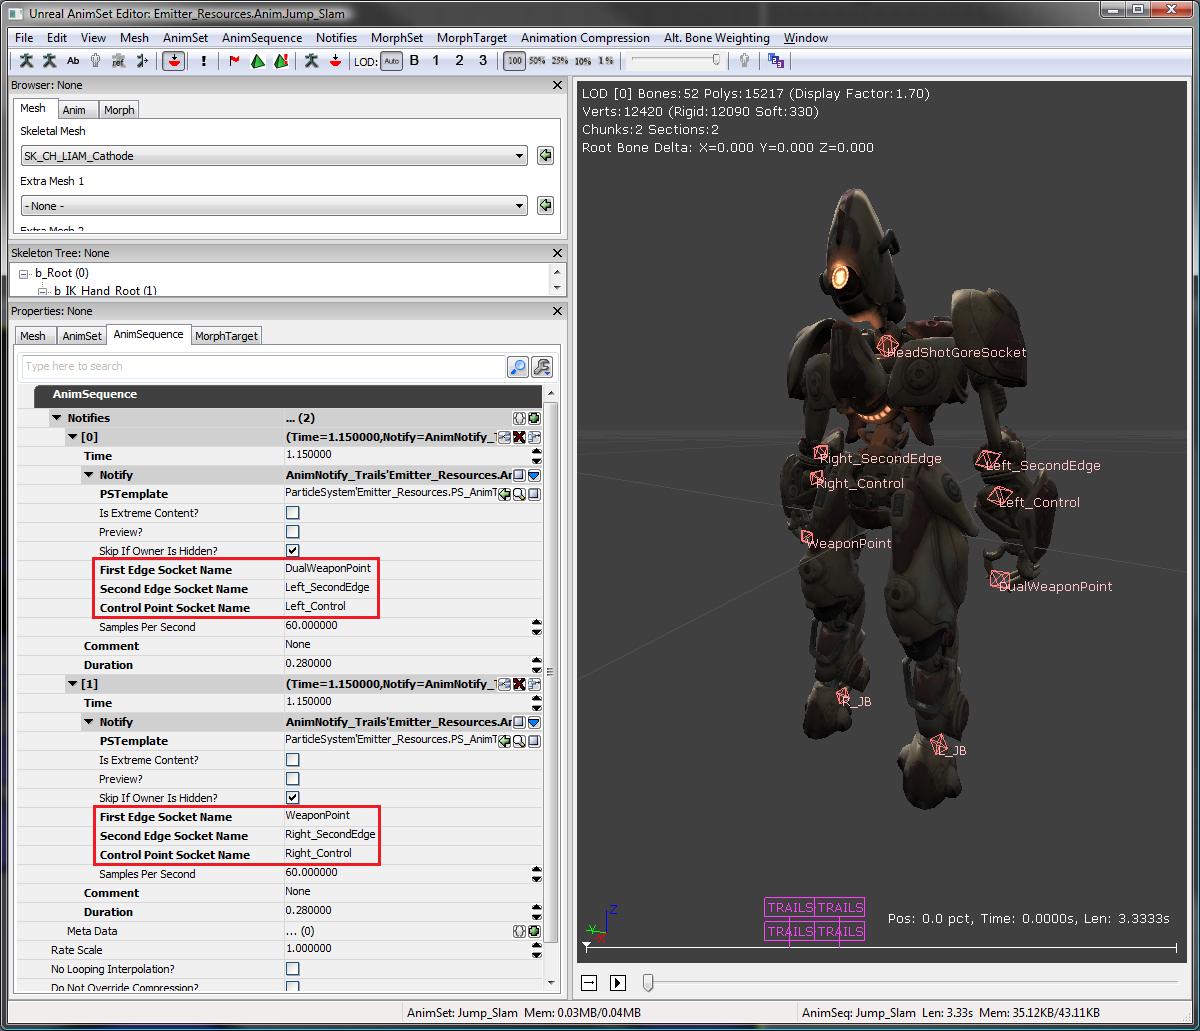 Unreal AnimSet Editor: Emitter_Resources.Anim.Jump_Slam
File Edit View Mesh AnimSet AnimSequence Notifies MorphSet MorphTarget Animation Compression Alt. Bone Weighting Window
Ab ref ! LOD: Auto B 1 2 3 100 50% 25% 10% 1%
Browser: None
Mesh Anim Morph
Skeletal Mesh
SK_CH_LIAM_Cathode
Extra Mesh 1
- None -
Extra Mesh 2
Skeleton Tree: None
b_Root (0)
b_IK_Hand_Root (1)
Properties: None
Mesh AnimSet AnimSequence MorphTarget
Type here to search
AnimSequence
Notifies ... (2)
[0] (Time=1.150000,Notify=AnimNotify_T
Time 1.150000
Notify AnimNotify_Trails'Emitter_Resources.Ar
PSTemplate ParticleSystem'Emitter_Resources.PS_AnimT
Is Extreme Content?
Preview?
Skip If Owner Is Hidden?
First Edge Socket Name DualWeaponPoint
Second Edge Socket Name Left_SecondEdge
Control Point Socket Name Left_Control
Samples Per Second 60.000000
Comment None
Duration 0.280000
[1] (Time=1.150000,Notify=AnimNotify_T
Time 1.150000
Notify AnimNotify_Trails'Emitter_Resources.Ar
PSTemplate ParticleSystem'Emitter_Resources.PS_AnimT
Is Extreme Content?
Preview?
Skip If Owner Is Hidden?
First Edge Socket Name WeaponPoint
Second Edge Socket Name Right_SecondEdge
Control Point Socket Name Right_Control
Samples Per Second 60.000000
Comment None
Duration 0.280000
Meta Data ... (0)
Rate Scale 1.000000
No Looping Interpolation?
Do Not Override Compression?
LOD [0] Bones:52 Polys:15217 (Display Factor:1.70)
Verts:12420 (Rigid:12090 Soft:330)
Chunks:2 Sections:2
Root Bone Delta: X=0.000 Y=0.000 Z=0.000
HeadShotGoreSocket
Right_SecondEdge
Left_SecondEdge
Right_Control
Left_Control
WeaponPoint
DualWeaponPoint
R_JB
L_JB
Z
Y
X
TRAILS TRAILS
TRAILS TRAILS
Pos: 0.0 pct, Time: 0.0000s, Len: 3.3333s
AnimSet: Jump_Slam Mem: 0.03MB/0.04MB
AnimSeq: Jump_Slam Len: 3.33s Mem: 35.12KB/43.11KB